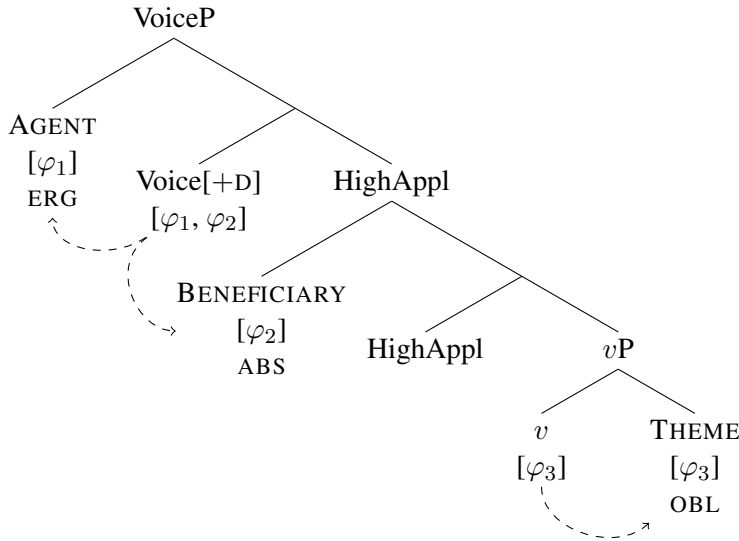 VoiceP
AGENT
[φ1]
ERG
Voice[+D]
[φ1, φ2]
HighAppl
BENEFICIARY
[φ2]
ABS
HighAppl
vP
v
[φ3]
THEME
[φ3]
OBL